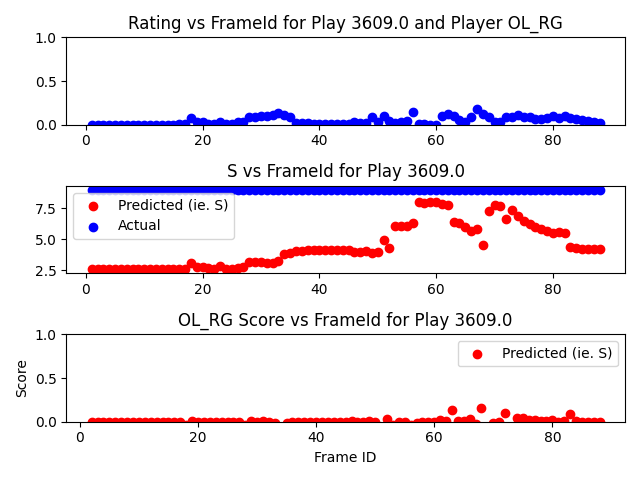 Rating vs FrameId for Play 3609.0 and Player OL_RG
1.0
0.5
0.0
0 20 40 60 80
S vs FrameId for Play 3609.0
7.5
5.0
2.5
Predicted (ie. S)
Actual
0 20 40 60 80
OL_RG Score vs FrameId for Play 3609.0
Score
1.0
0.5
0.0
Predicted (ie. S)
0 20 40 60 80
Frame ID